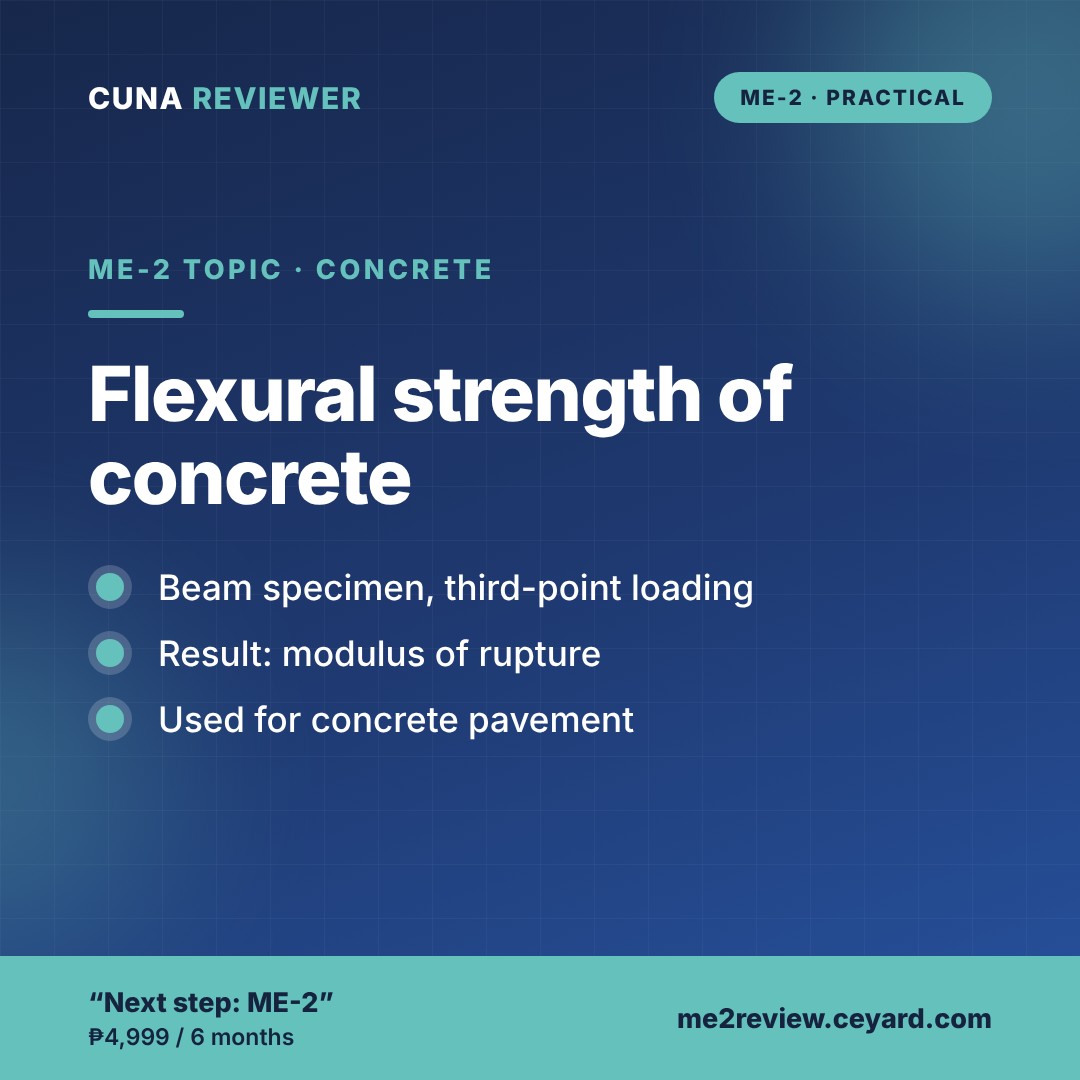 CUNA REVIEWER
ME-2 · PRACTICAL
ME-2 TOPIC · CONCRETE
Flexural strength of
concrete
Beam specimen, third-point loading
Result: modulus of rupture
Used for concrete pavement
“Next step: ME-2”
₱4,999 / 6 months
me2review.ceyard.com